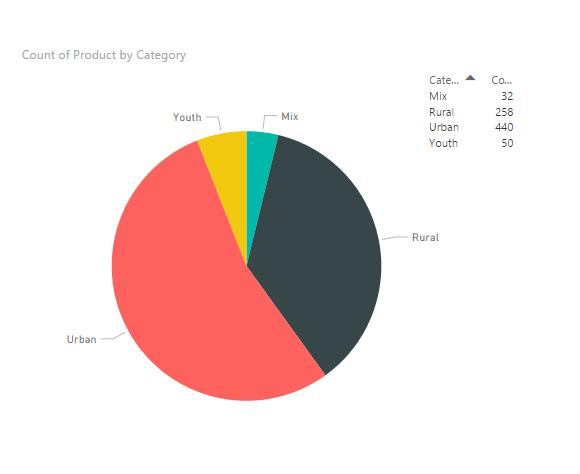 Count of Product by Category
Cate... Co...
Mix 32
Rural 258
Urban 440
Youth 50
Youth
Mix
Rural
Urban